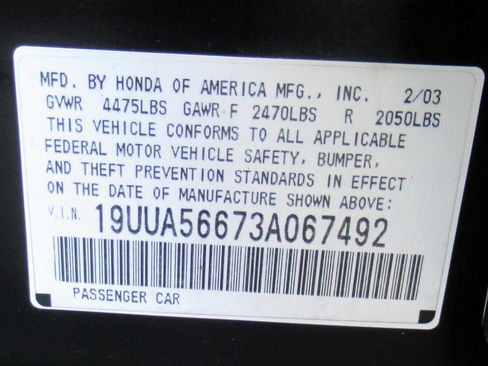 MFD. BY HONDA OF AMERICA MFG., INC. 2/03
GVWR 4475LBS GAWR F 2470LBS R 2050LBS
THIS VEHICLE CONFORMS TO ALL APPLICABLE
FEDERAL MOTOR VEHICLE SAFETY, BUMPER,
AND THEFT PREVENTION STANDARDS IN EFFECT
ON THE DATE OF MANUFACTURE SHOWN ABOVE:
V.I.N. 19UUA56673A067492
PASSENGER CAR